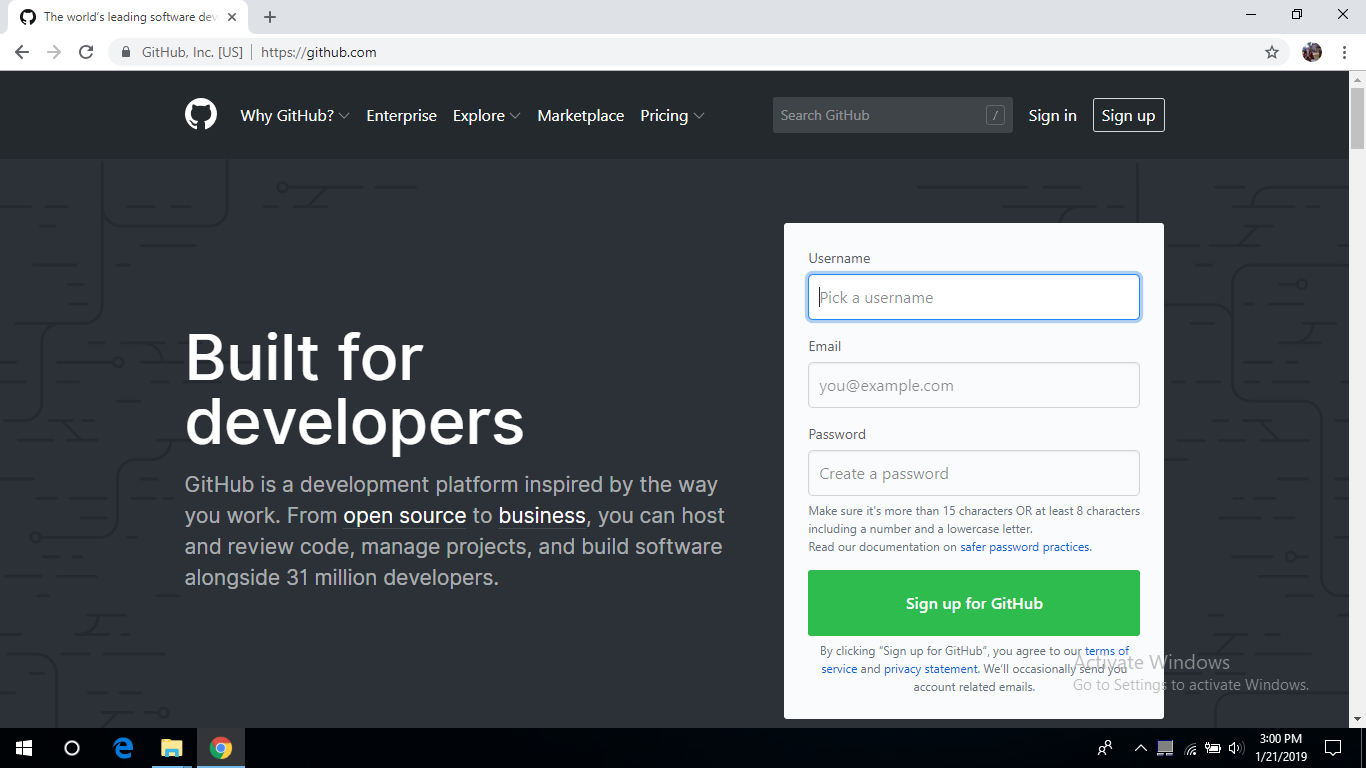 The world's leading software dev
GitHub, Inc. [US] https://github.com
Why GitHub? Enterprise Explore Marketplace Pricing Search GitHub / Sign in Sign up
Username
Pick a username
Email
you@example.com
Password
Create a password
Make sure it's more than 15 characters OR at least 8 characters
including a number and a lowercase letter.
Read our documentation on safer password practices.
Sign up for GitHub
By clicking “Sign up for GitHub”, you agree to our terms of
service and privacy statement. We'll occasionally send you
account related emails.
Built for
developers
GitHub is a development platform inspired by the way
you work. From open source to business, you can host
and review code, manage projects, and build software
alongside 31 million developers.
Activate Windows
Go to Settings to activate Windows.
3:00 PM
1/21/2019